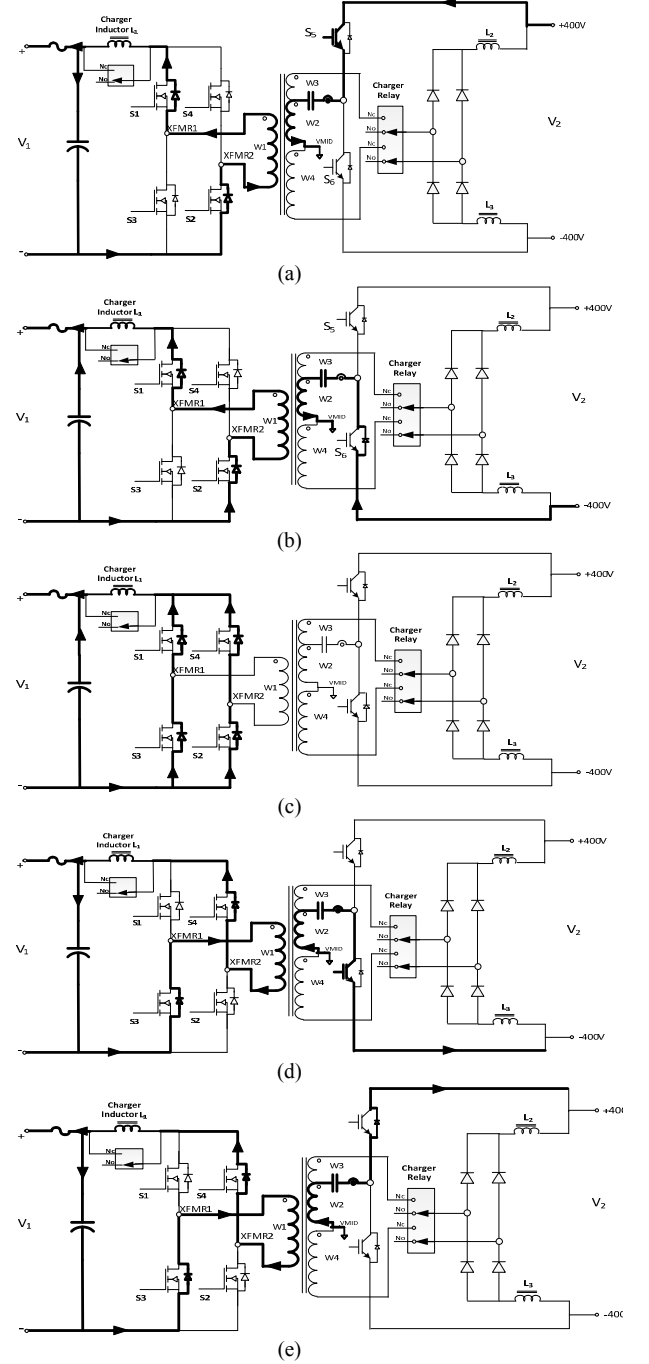 Charger
Inductor L1
+
Nc
No
S1
S4
XFMR1
XFMR2
W1
V1
S3
S2
-
S5
W3
W2
VMID
W4
S6
Charger
Relay
Nc
No
Nc
No
L2
+400V
V2
L3
-400V
(a)
Charger
Inductor L1
+
Nc
No
S1
S4
XFMR1
XFMR2
W1
V1
S3
S2
-
S5
W3
W2
VMID
W4
S6
Charger
Relay
Nc
No
Nc
No
L2
+400V
V2
L3
-400V
(b)
Charger
Inductor L1
+
Nc
No
S1
S4
XFMR1
XFMR2
W1
V1
S3
S2
-
W3
W2
VMID
W4
Charger
Relay
Nc
No
Nc
No
L2
+400V
V2
L3
-400V
(c)
Charger
Inductor L1
+
Nc
No
S1
S4
XFMR1
XFMR2
W1
V1
S3
S2
-
W3
W2
VMID
W4
Charger
Relay
Nc
No
Nc
No
L2
+400V
V2
L3
-400V
(d)
Charger
Inductor L1
+
Nc
No
S1
S4
XFMR1
XFMR2
W1
V1
S3
S2
-
W3
W2
VMID
W4
Charger
Relay
Nc
No
Nc
No
L2
+40
V2
L3
-40
(e)